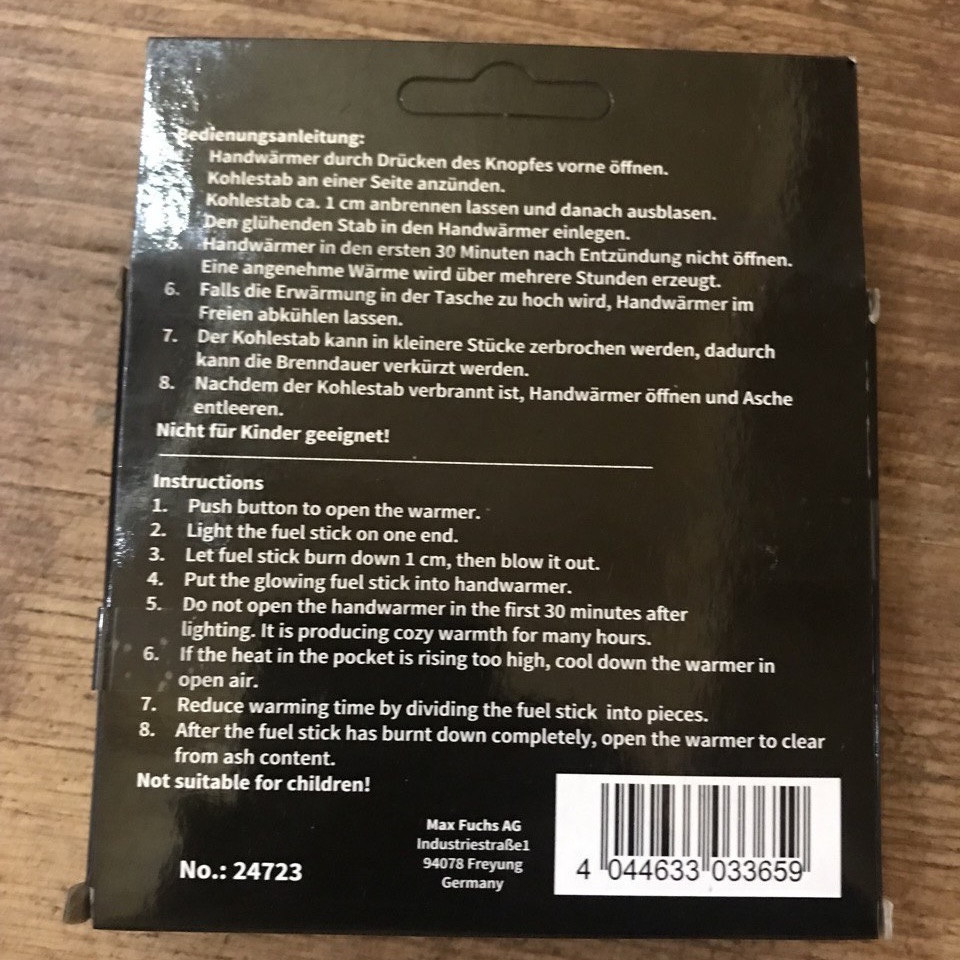 Bedienungsanleitung:
Handwärmer durch Drücken des Knopfes vorne öffnen.
Kohlestab an einer Seite anzünden.
Kohlestab ca. 1 cm anbrennen lassen und danach ausblasen.
Den glühenden Stab in den Handwärmer einlegen.
5. Handwärmer in den ersten 30 Minuten nach Entzündung nicht öffnen.
Eine angenehme Wärme wird über mehrere Stunden erzeugt.
6. Falls die Erwärmung in der Tasche zu hoch wird, Handwärmer im
Freien abkühlen lassen.
7. Der Kohlestab kann in kleinere Stücke zerbrochen werden, dadurch
kann die Brenndauer verkürzt werden.
8. Nachdem der Kohlestab verbrannt ist, Handwärmer öffnen und Asche
entleeren.
Nicht für Kinder geeignet!
Instructions
1. Push button to open the warmer.
2. Light the fuel stick on one end.
3. Let fuel stick burn down 1 cm, then blow it out.
4. Put the glowing fuel stick into handwarmer.
5. Do not open the handwarmer in the first 30 minutes after
lighting. It is producing cozy warmth for many hours.
6. If the heat in the pocket is rising too high, cool down the warmer in
open air.
7. Reduce warming time by dividing the fuel stick into pieces.
8. After the fuel stick has burnt down completely, open the warmer to clear
from ash content.
Not suitable for children!
Max Fuchs AG
Industriestraße1
94078 Freyung
Germany
No.: 24723
4 044633 033659